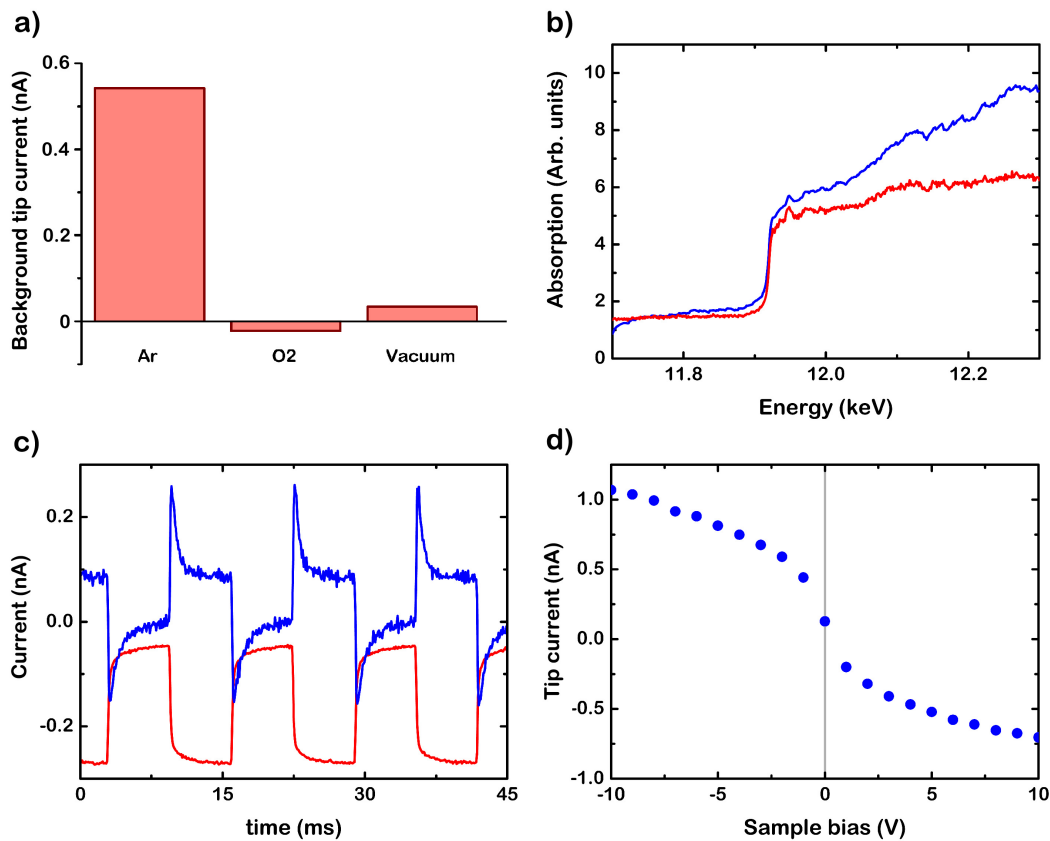 a)
Background tip current (nA)
0.6
0.4
0.2
0
Ar
O2
Vacuum
b)
Absorption (Arb. units)
10
8
6
4
2
0
11.8
12.0
12.2
Energy (keV)
c)
Current (nA)
0.2
0.0
-0.2
0
15
30
45
time (ms)
d)
Tip current (nA)
1.0
0.5
0.0
-0.5
-1.0
-10
-5
0
5
10
Sample bias (V)